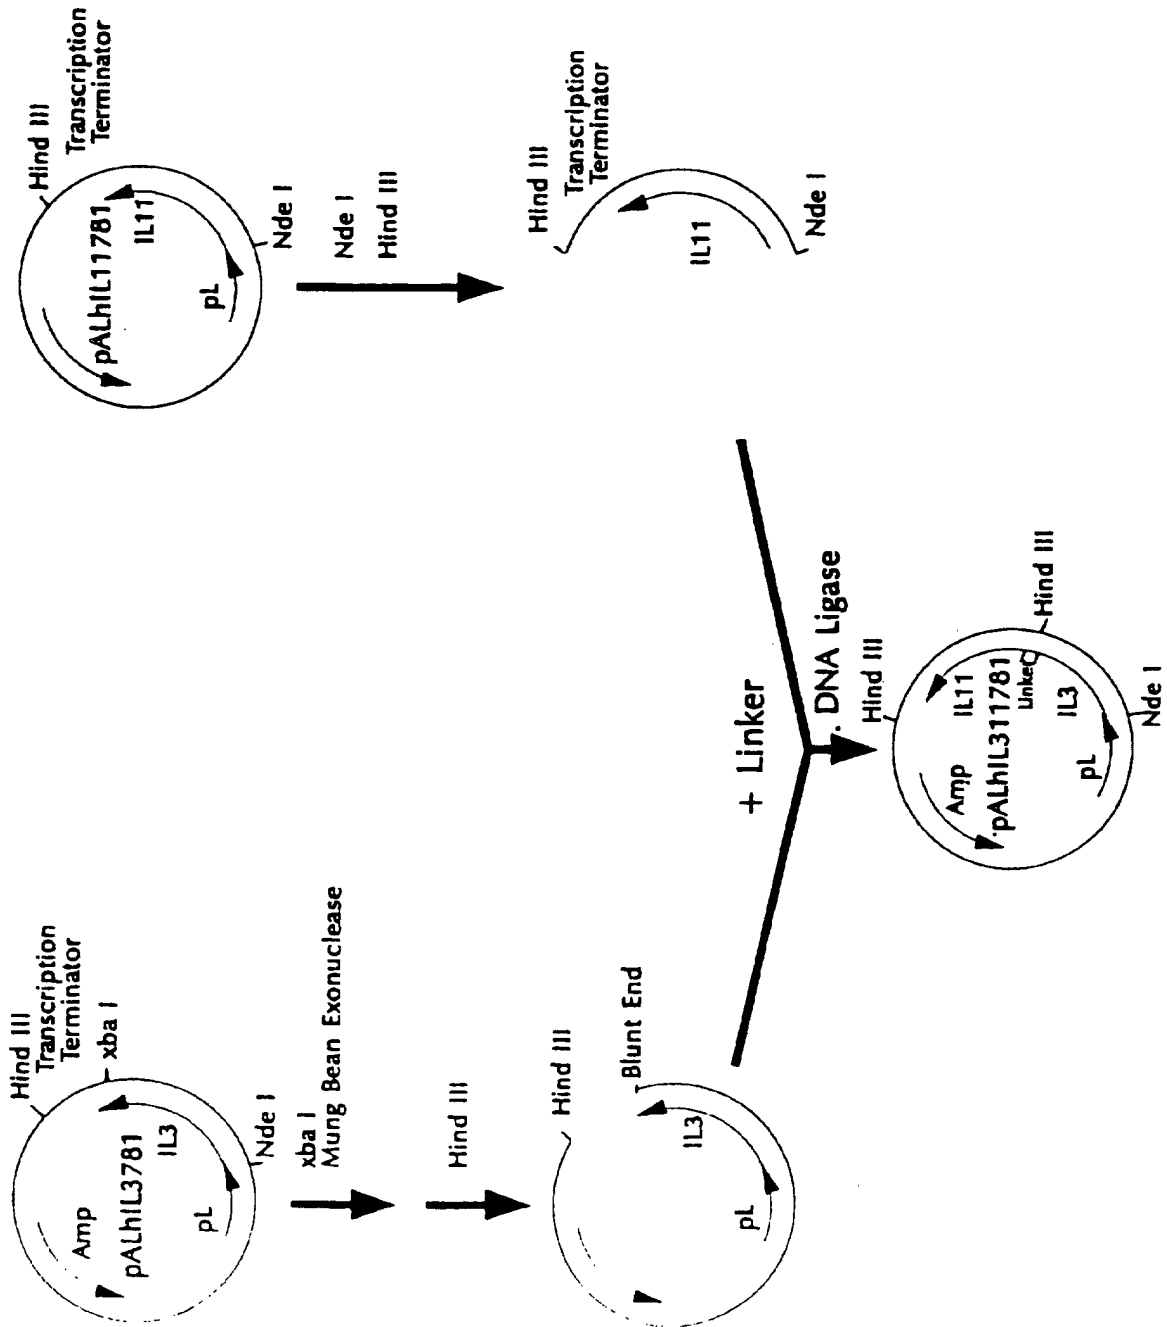 Hind III
Transcription
Terminator
xba I
Amp
pALhIL3781
IL3
pL
Nde I
xba I
Mung Bean Exonuclease
Hind III
Hind III
Blunt End
IL3
pL
Hind III
Transcription
Terminator
pALhIL11781
IL11
pL
Nde I
Nde I
Hind III
Hind III
Transcription
Terminator
IL11
Nde I
+ Linker
. DNA Ligase
Hind III
Amp
IL11
pALhIL311781
Linker
Hind III
IL3
pL
Nde I